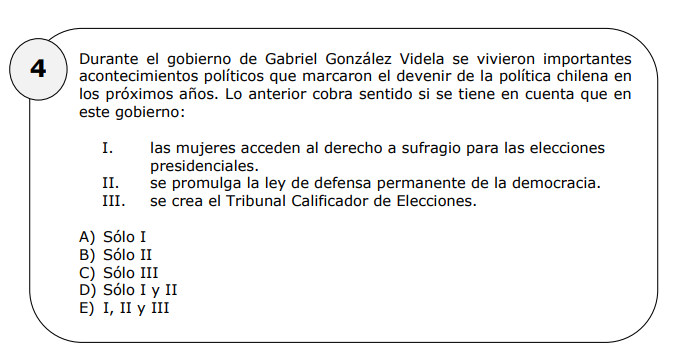 4
Durante el gobierno de Gabriel González Videla se vivieron importantes
acontecimientos políticos que marcaron el devenir de la política chilena en
los próximos años. Lo anterior cobra sentido si se tiene en cuenta que en
este gobierno:
I. las mujeres acceden al derecho a sufragio para las elecciones
presidenciales.
II. se promulga la ley de defensa permanente de la democracia.
III. se crea el Tribunal Calificador de Elecciones.
A) Sólo I
B) Sólo II
C) Sólo III
D) Sólo I y II
E) I, II y III